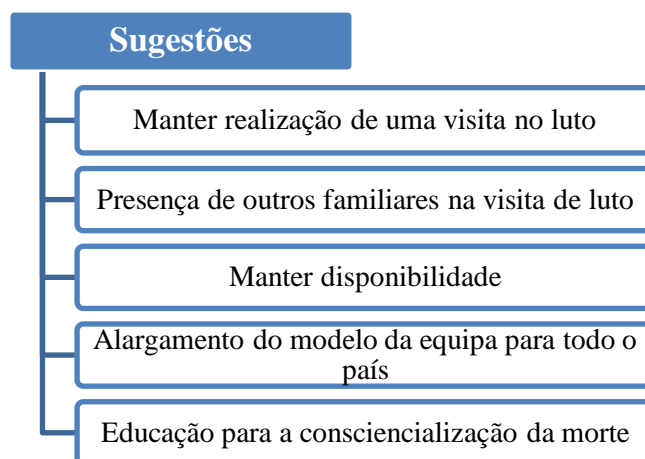 Sugestões
Manter realização de uma visita no luto
Presença de outros familiares na visita de luto
Manter disponibilidade
Alargamento do modelo da equipa para todo o
país
Educação para a consciencialização da morte